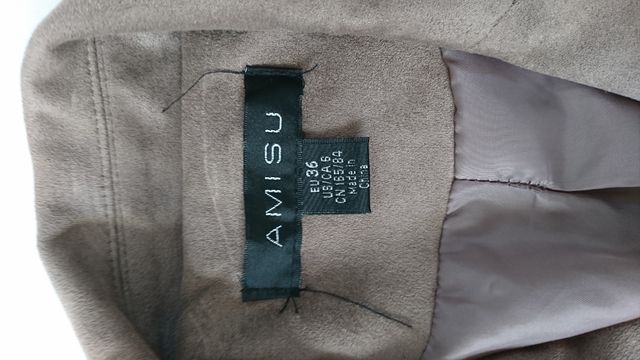 AMISU
EU 36
US/CA 6
CN 165/84
Made in
China